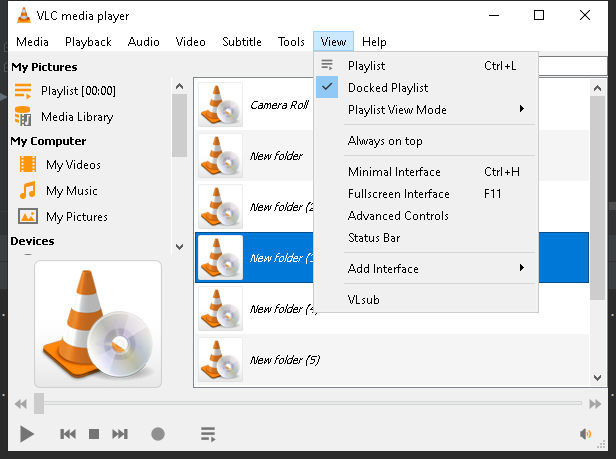 VLC media player
Media Playback Audio Video Subtitle Tools View Help
My Pictures
Playlist [00:00]
Media Library
My Computer
My Videos
My Music
My Pictures
Devices
Camera Roll
New folder
New folder (2
New folder (3
New folder (4)
New folder (5)
Playlist Ctrl+L
Docked Playlist
Playlist View Mode
Always on top
Minimal Interface Ctrl+H
Fullscreen Interface F11
Advanced Controls
Status Bar
Add Interface
VLsub